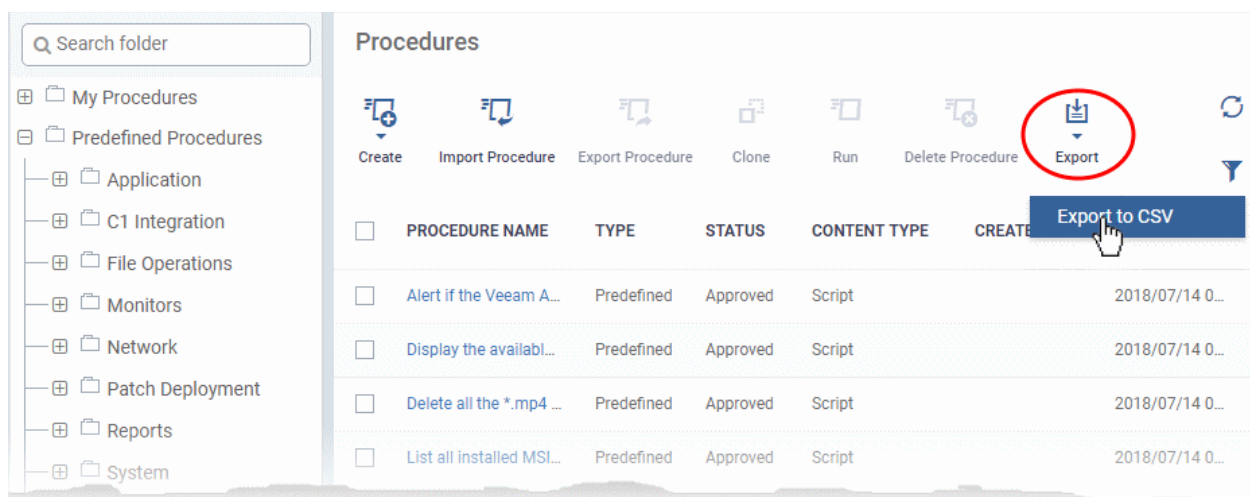 Search folder
My Procedures
Predefined Procedures
Application
C1 Integration
File Operations
Monitors
Network
Patch Deployment
Reports
System
Procedures
Create Import Procedure Export Procedure Clone Run Delete Procedure Export
Export to CSV
PROCEDURE NAME TYPE STATUS CONTENT TYPE CREATE
Alert if the Veeam A... Predefined Approved Script 2018/07/14 0...
Display the availabl... Predefined Approved Script 2018/07/14 0...
Delete all the *.mp4 ... Predefined Approved Script 2018/07/14 0...
List all installed MSI... Predefined Approved Script 2018/07/14 0...